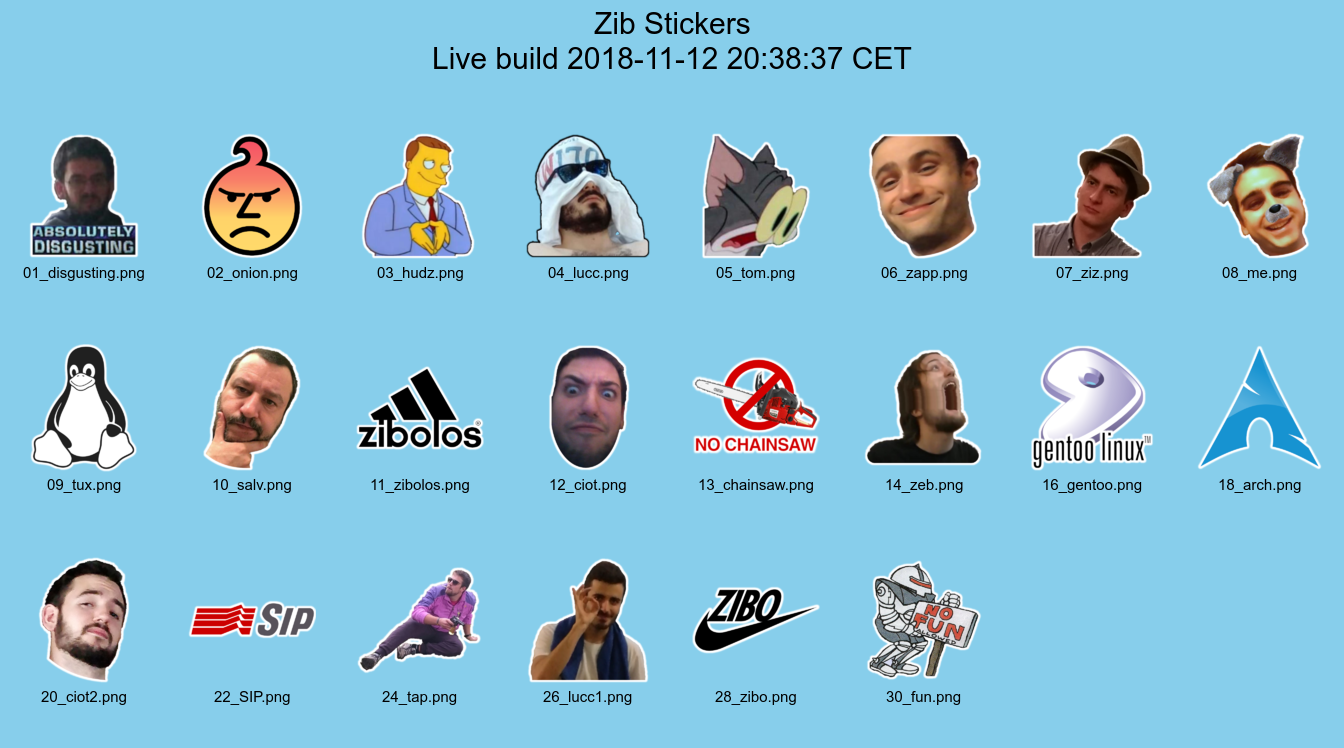 Zib Stickers
Live build 2018-11-12 20:38:37 CET
ABSOLUTELY
DISGUSTING
01_disgusting.png
02_onion.png
03_hudz.png
04_lucc.png
05_tom.png
06_zapp.png
07_ziz.png
08_me.png
zibolos®
NO CHAINSAW
gentoo linux™
09_tux.png
10_salv.png
11_zibolos.png
12_ciot.png
13_chainsaw.png
14_zeb.png
16_gentoo.png
18_arch.png
SIP
ZIBO
NO
FUN
ALLOWED
20_ciot2.png
22_SIP.png
24_tap.png
26_lucc1.png
28_zibo.png
30_fun.png